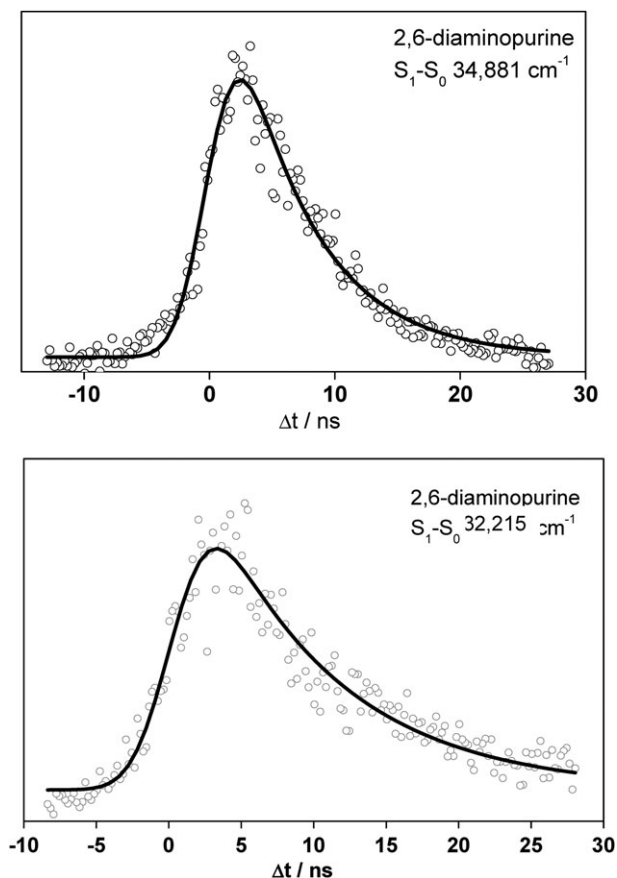 2,6-diaminopurine
S₁-S₀ 34,881 cm⁻¹
-10 0 10 20 30
Δt / ns
2,6-diaminopurine
S₁-S₀ 32,215 cm⁻¹
-10 -5 0 5 10 15 20 25 30
Δt / ns